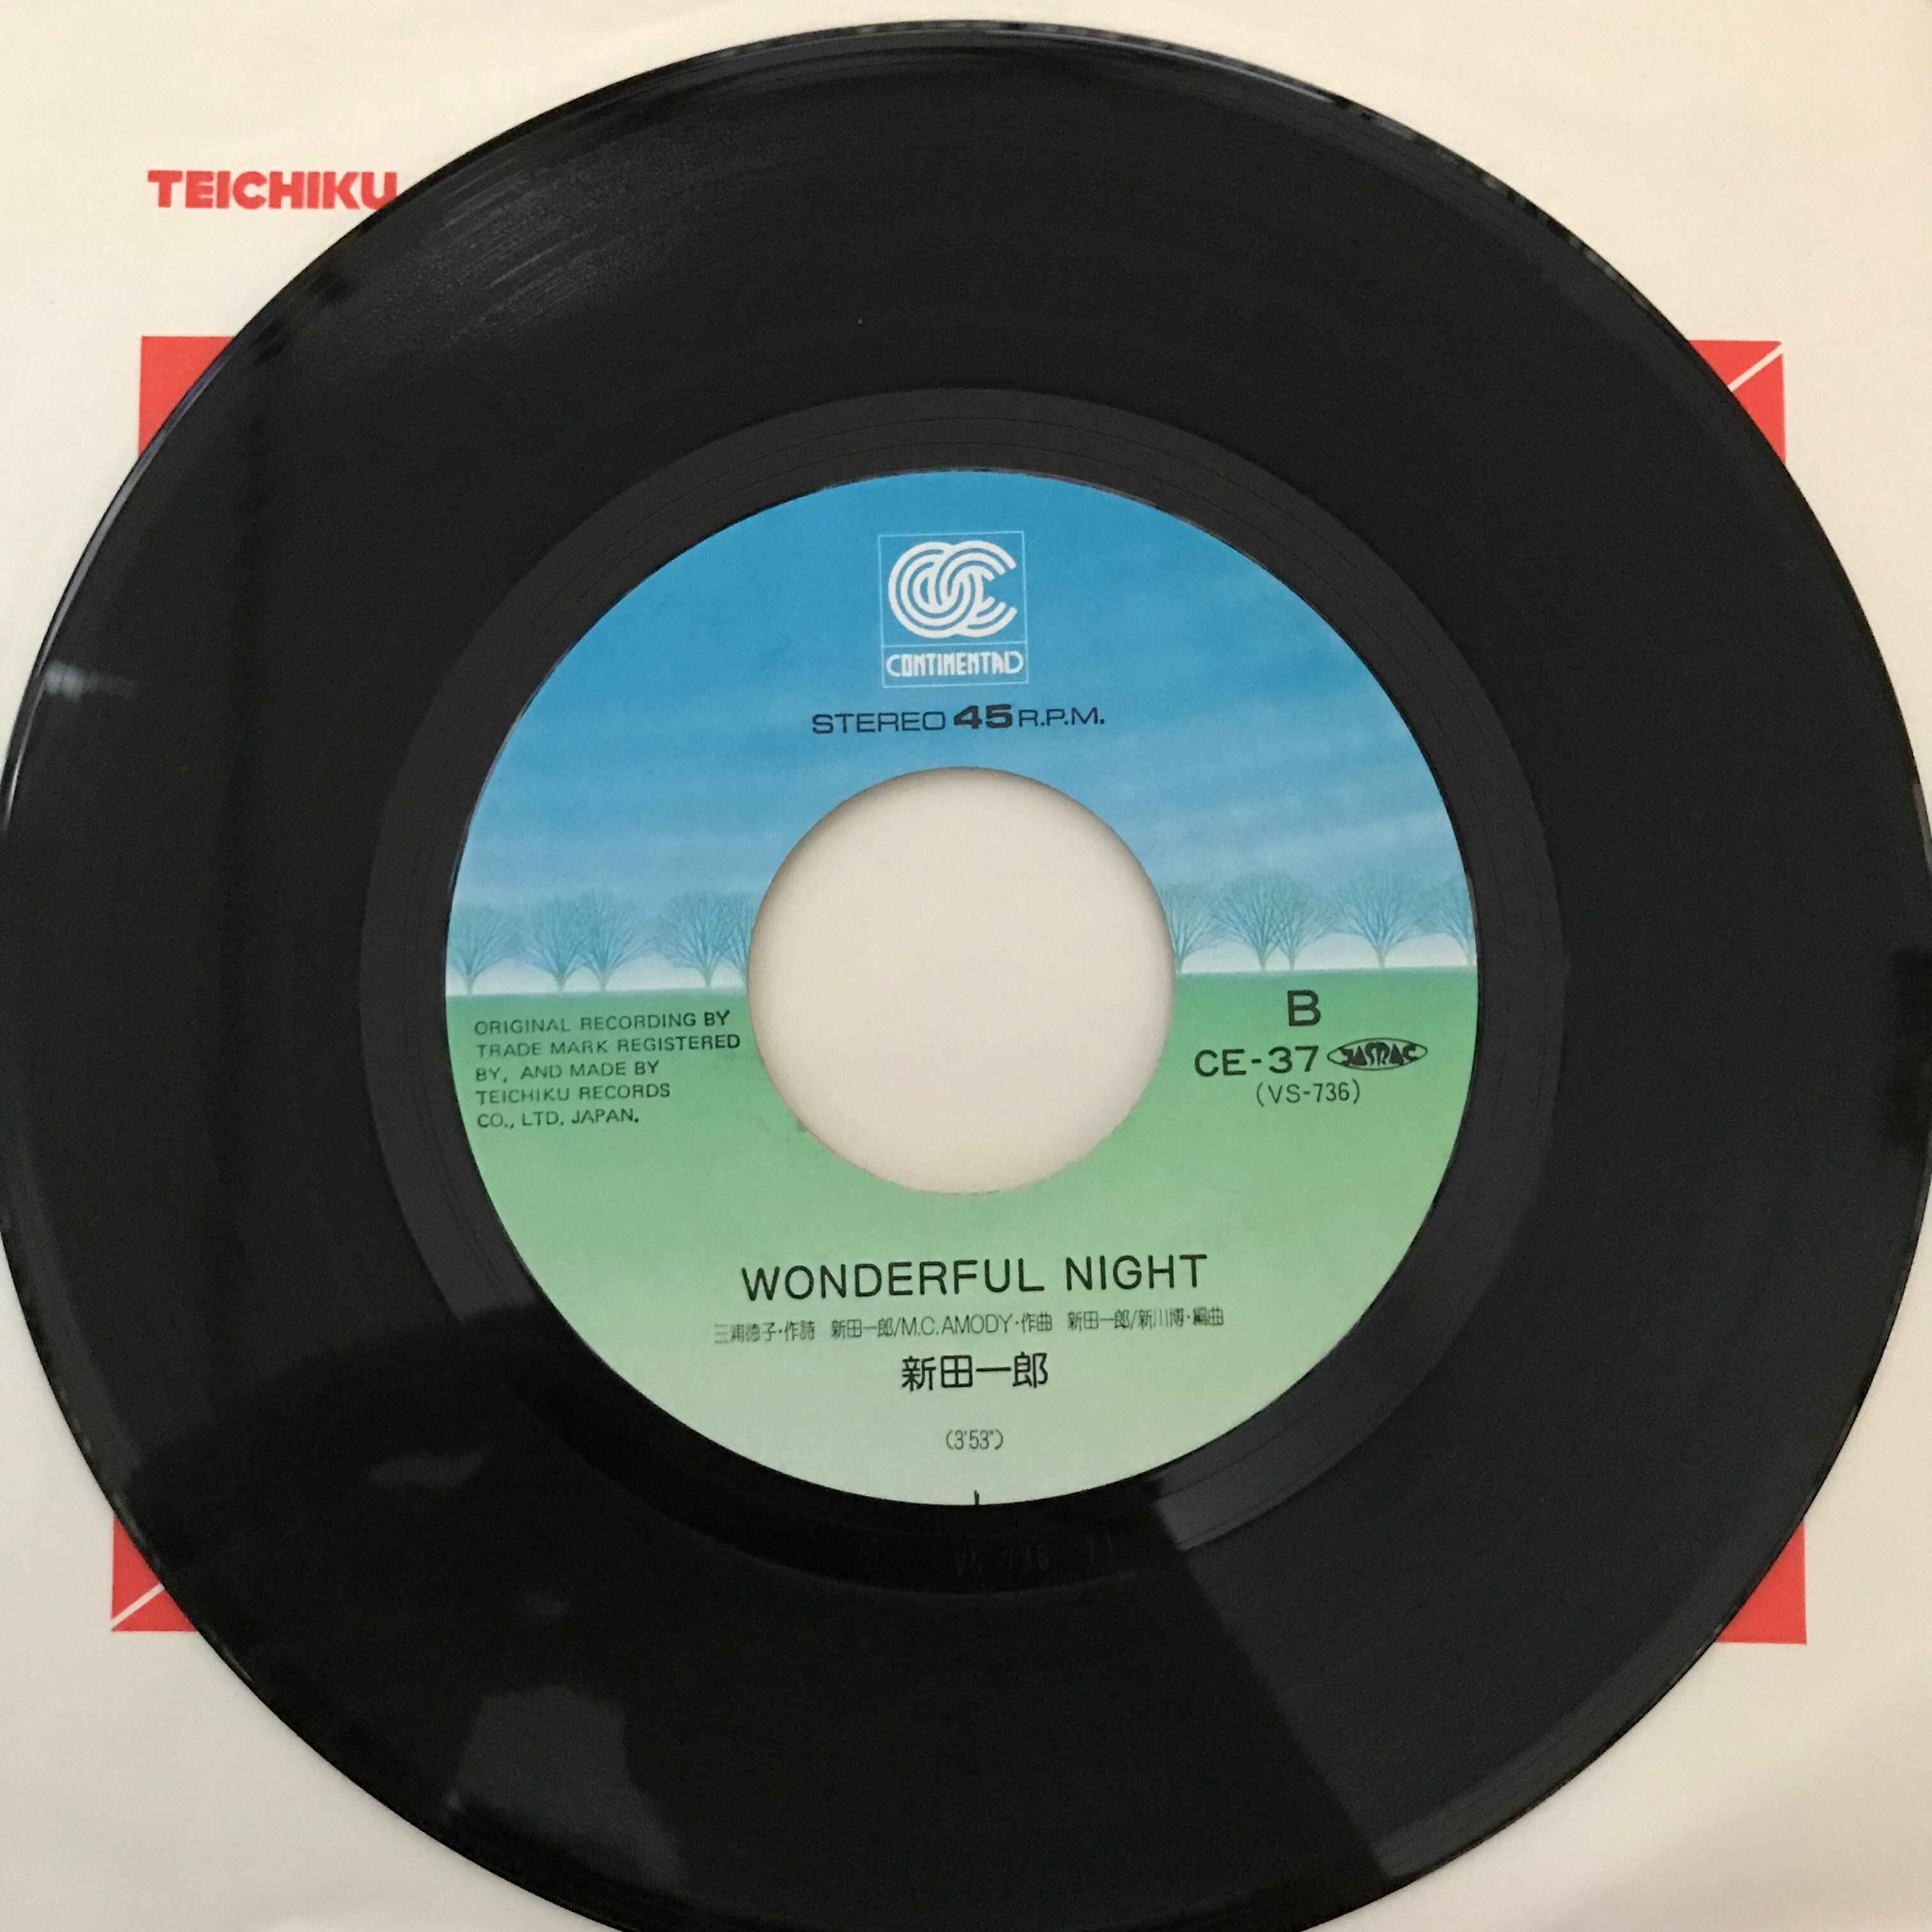 TEICHIKU
CONTINENTAL
STEREO 45 R.P.M.
ORIGINAL RECORDING BY
TRADE MARK REGISTERED
BY, AND MADE BY
TEICHIKU RECORDS
CO., LTD. JAPAN.
B
CE-37 JASRAC
(VS-736)
WONDERFUL NIGHT
三浦徳子・作詩 新田一郎/M.C.AMODY・作曲 新田一郎/新川博・編曲
新田一郎
(3'53")